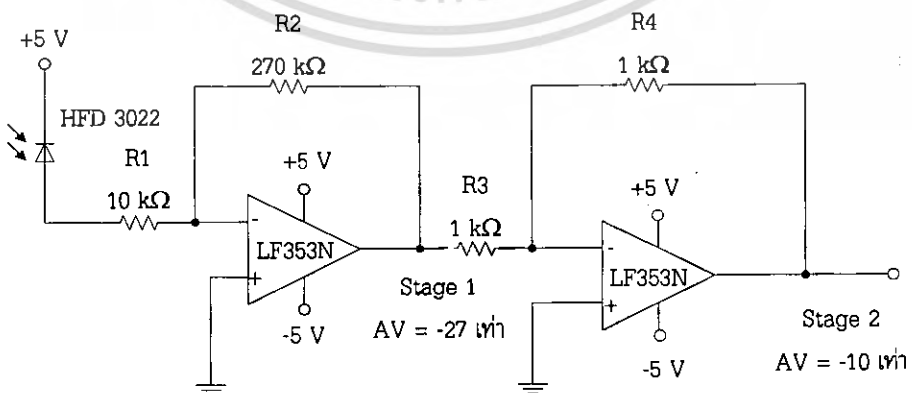 R2
R4
+5 V
270 kΩ
1 kΩ
HFD 3022
R1
+5 V
R3
+5 V
10 kΩ
-
LF353N
+
1 kΩ
-
LF353N
+
Stage 1
-5 V
AV = -27 เท่า
Stage 2
-5 V
AV = -10 เท่า